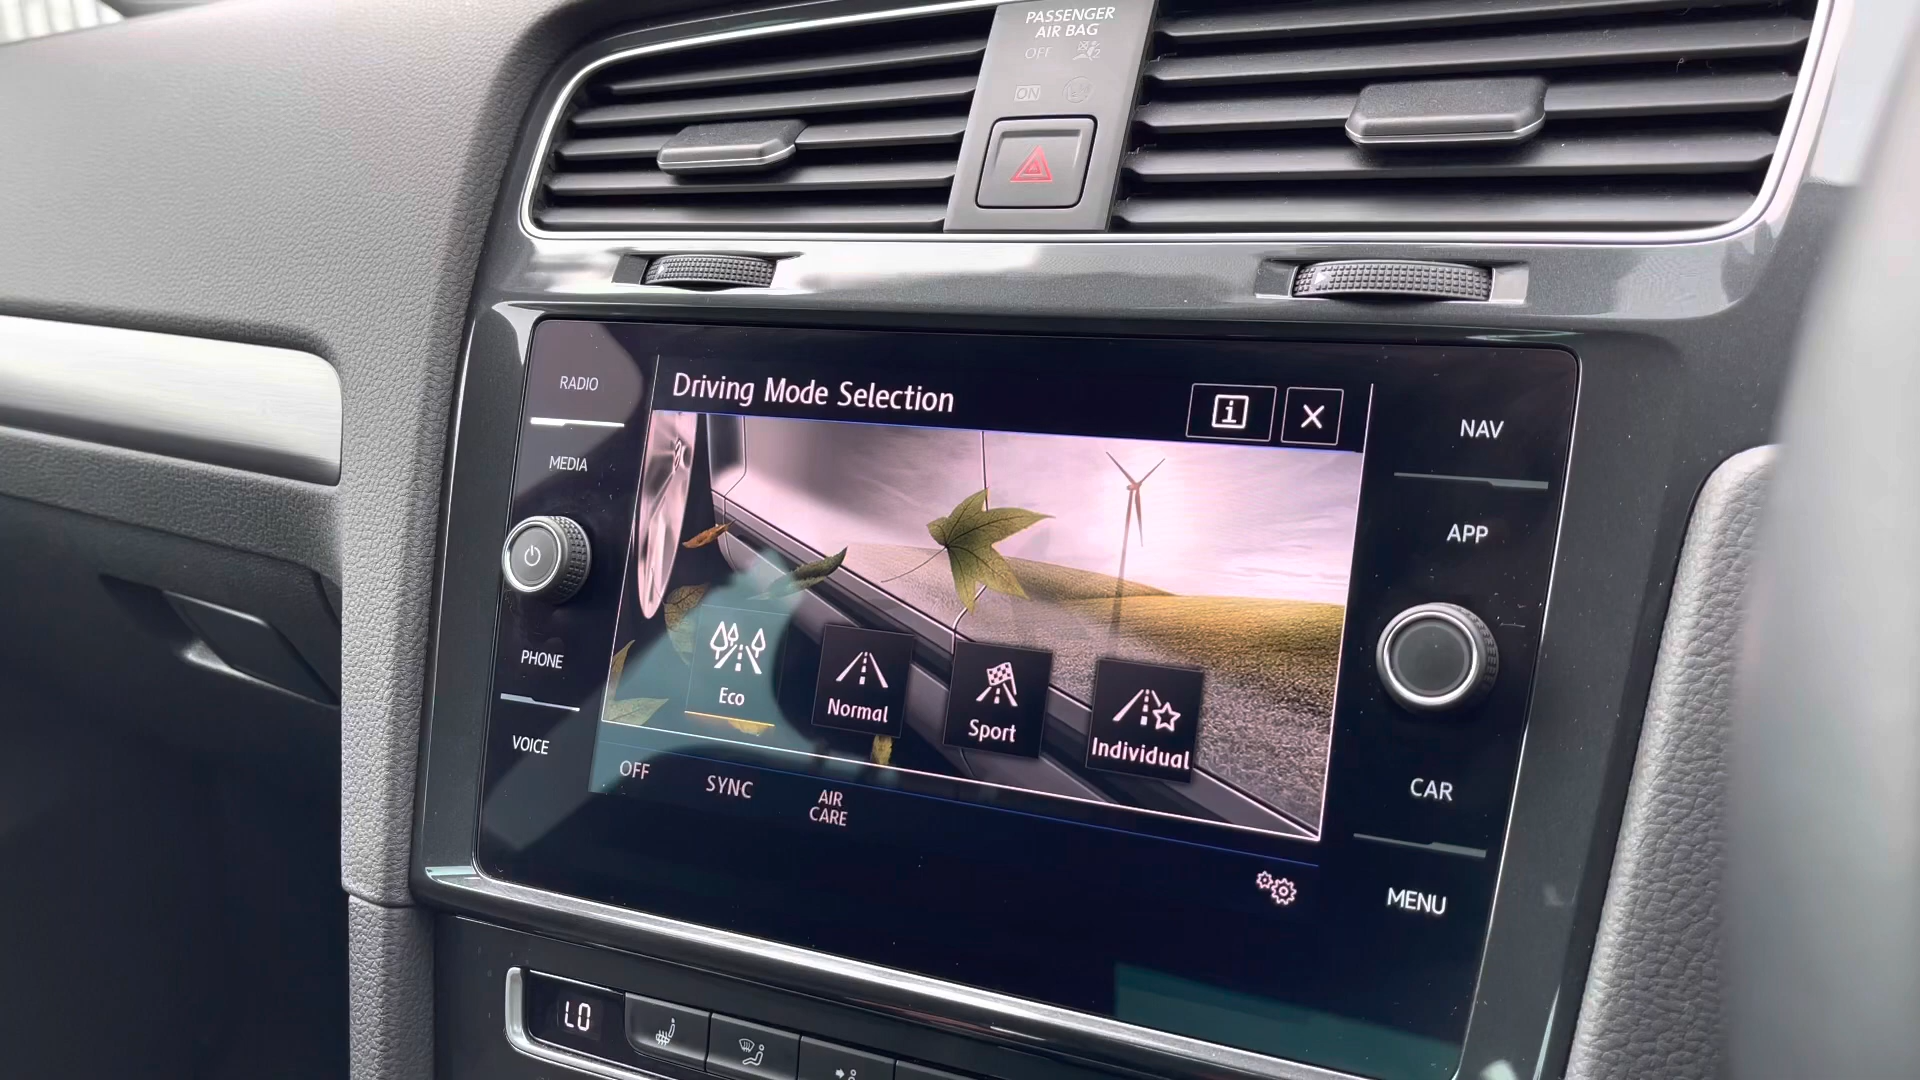 PASSENGER
AIR BAG
OFF
2
ON
RADIO
MEDIA
PHONE
VOICE
Driving Mode Selection
i
X
Eco
Normal
Sport
Individual
OFF
SYNC
AIR
CARE
NAV
APP
CAR
MENU
LO